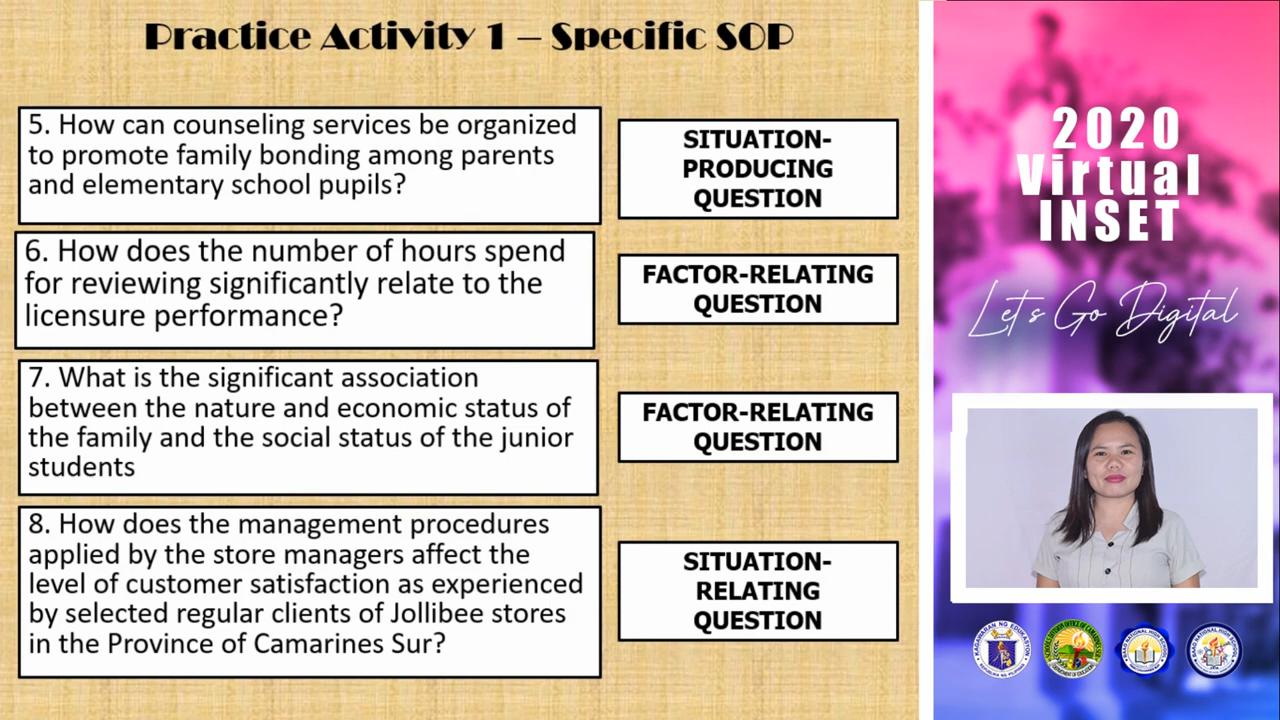 Practice Activity 1 – Specific SOP
5. How can counseling services be organized
to promote family bonding among parents
and elementary school pupils?
SITUATION-
PRODUCING
QUESTION
6. How does the number of hours spend
for reviewing significantly relate to the
licensure performance?
FACTOR-RELATING
QUESTION
7. What is the significant association
between the nature and economic status of
the family and the social status of the junior
students
FACTOR-RELATING
QUESTION
8. How does the management procedures
applied by the store managers affect the
level of customer satisfaction as experienced
by selected regular clients of Jollibee stores
in the Province of Camarines Sur?
SITUATION-
RELATING
QUESTION
2020
Virtual
INSET
Let's Go Digital